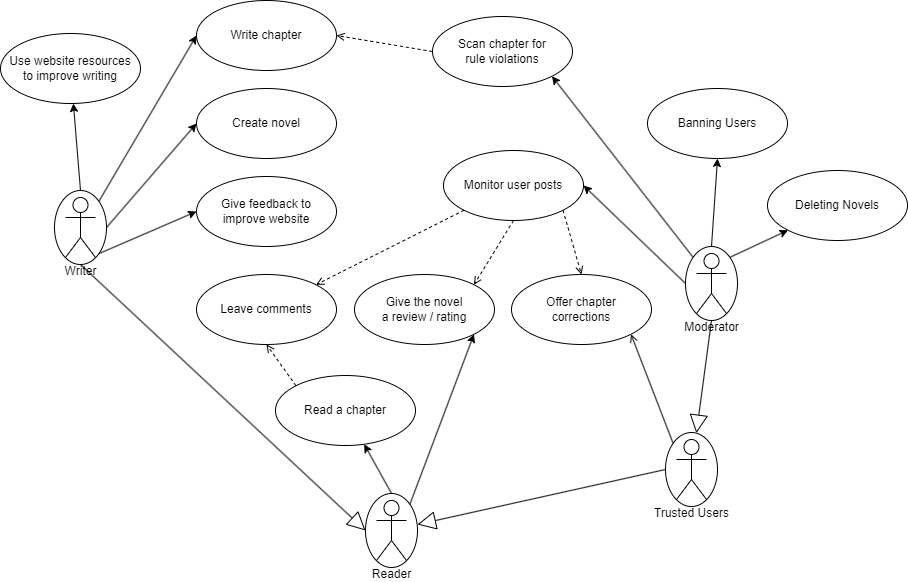 Write chapter
Scan chapter for
rule violations
Use website resources
to improve writing
Create novel
Banning Users
Monitor user posts
Give feedback to
improve website
Deleting Novels
Writer
Leave comments
Give the novel
a review / rating
Offer chapter
corrections
Moderator
Read a chapter
Trusted Users
Reader